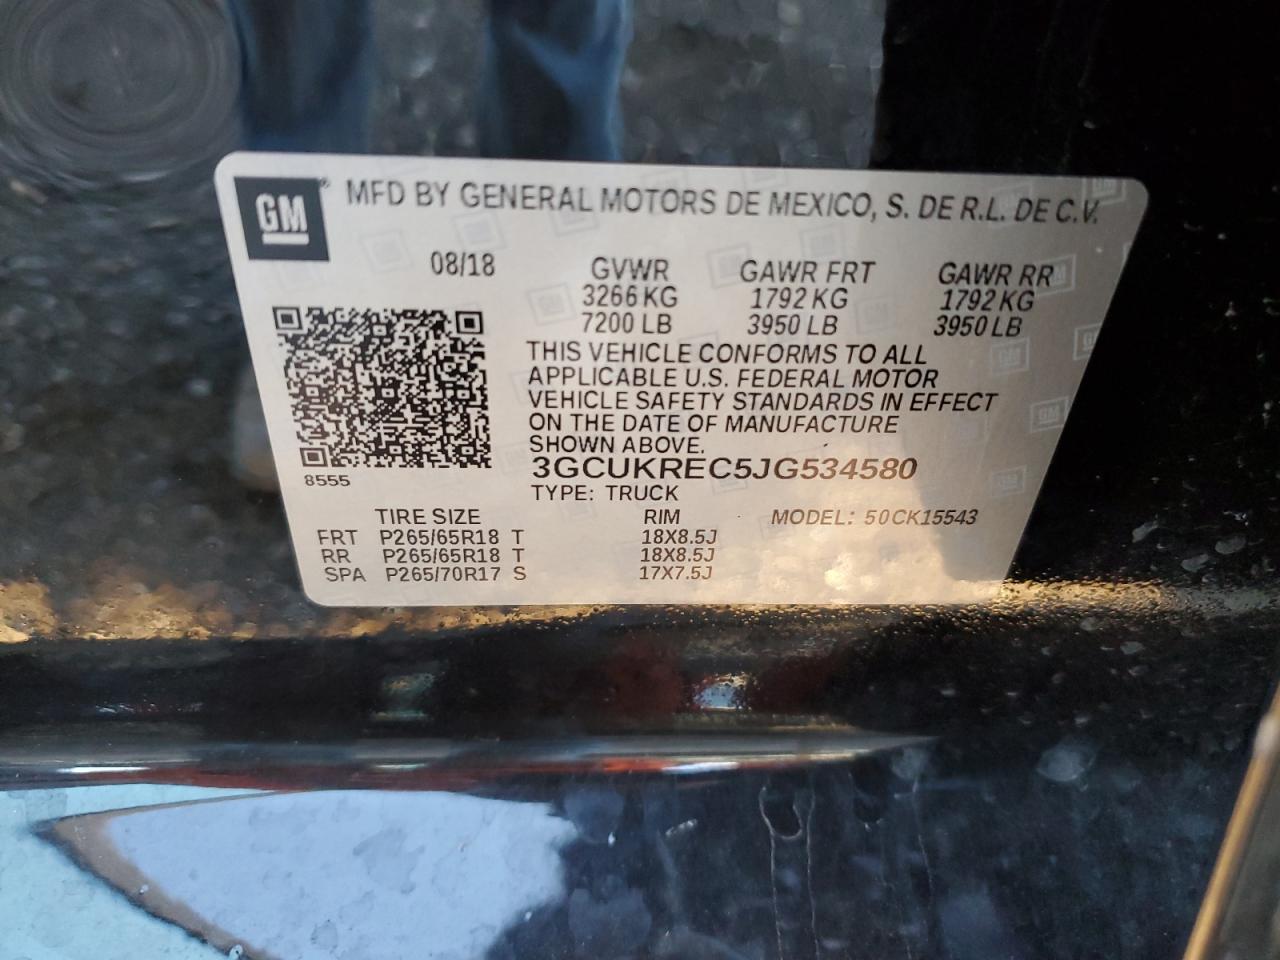 GM® MFD BY GENERAL MOTORS DE MEXICO, S. DE R.L. DE C.V.
08/18 GVWR GAWR FRT GAWR RR
3266 KG 1792 KG 1792 KG
7200 LB 3950 LB 3950 LB
THIS VEHICLE CONFORMS TO ALL
APPLICABLE U.S. FEDERAL MOTOR
VEHICLE SAFETY STANDARDS IN EFFECT
ON THE DATE OF MANUFACTURE
SHOWN ABOVE.
3GCUKREC5JG534580
8555
TYPE: TRUCK
TIRE SIZE RIM MODEL: 50CK15543
FRT P265/65R18 T 18X8.5J
RR P265/65R18 T 18X8.5J
SPA P265/70R17 S 17X7.5J